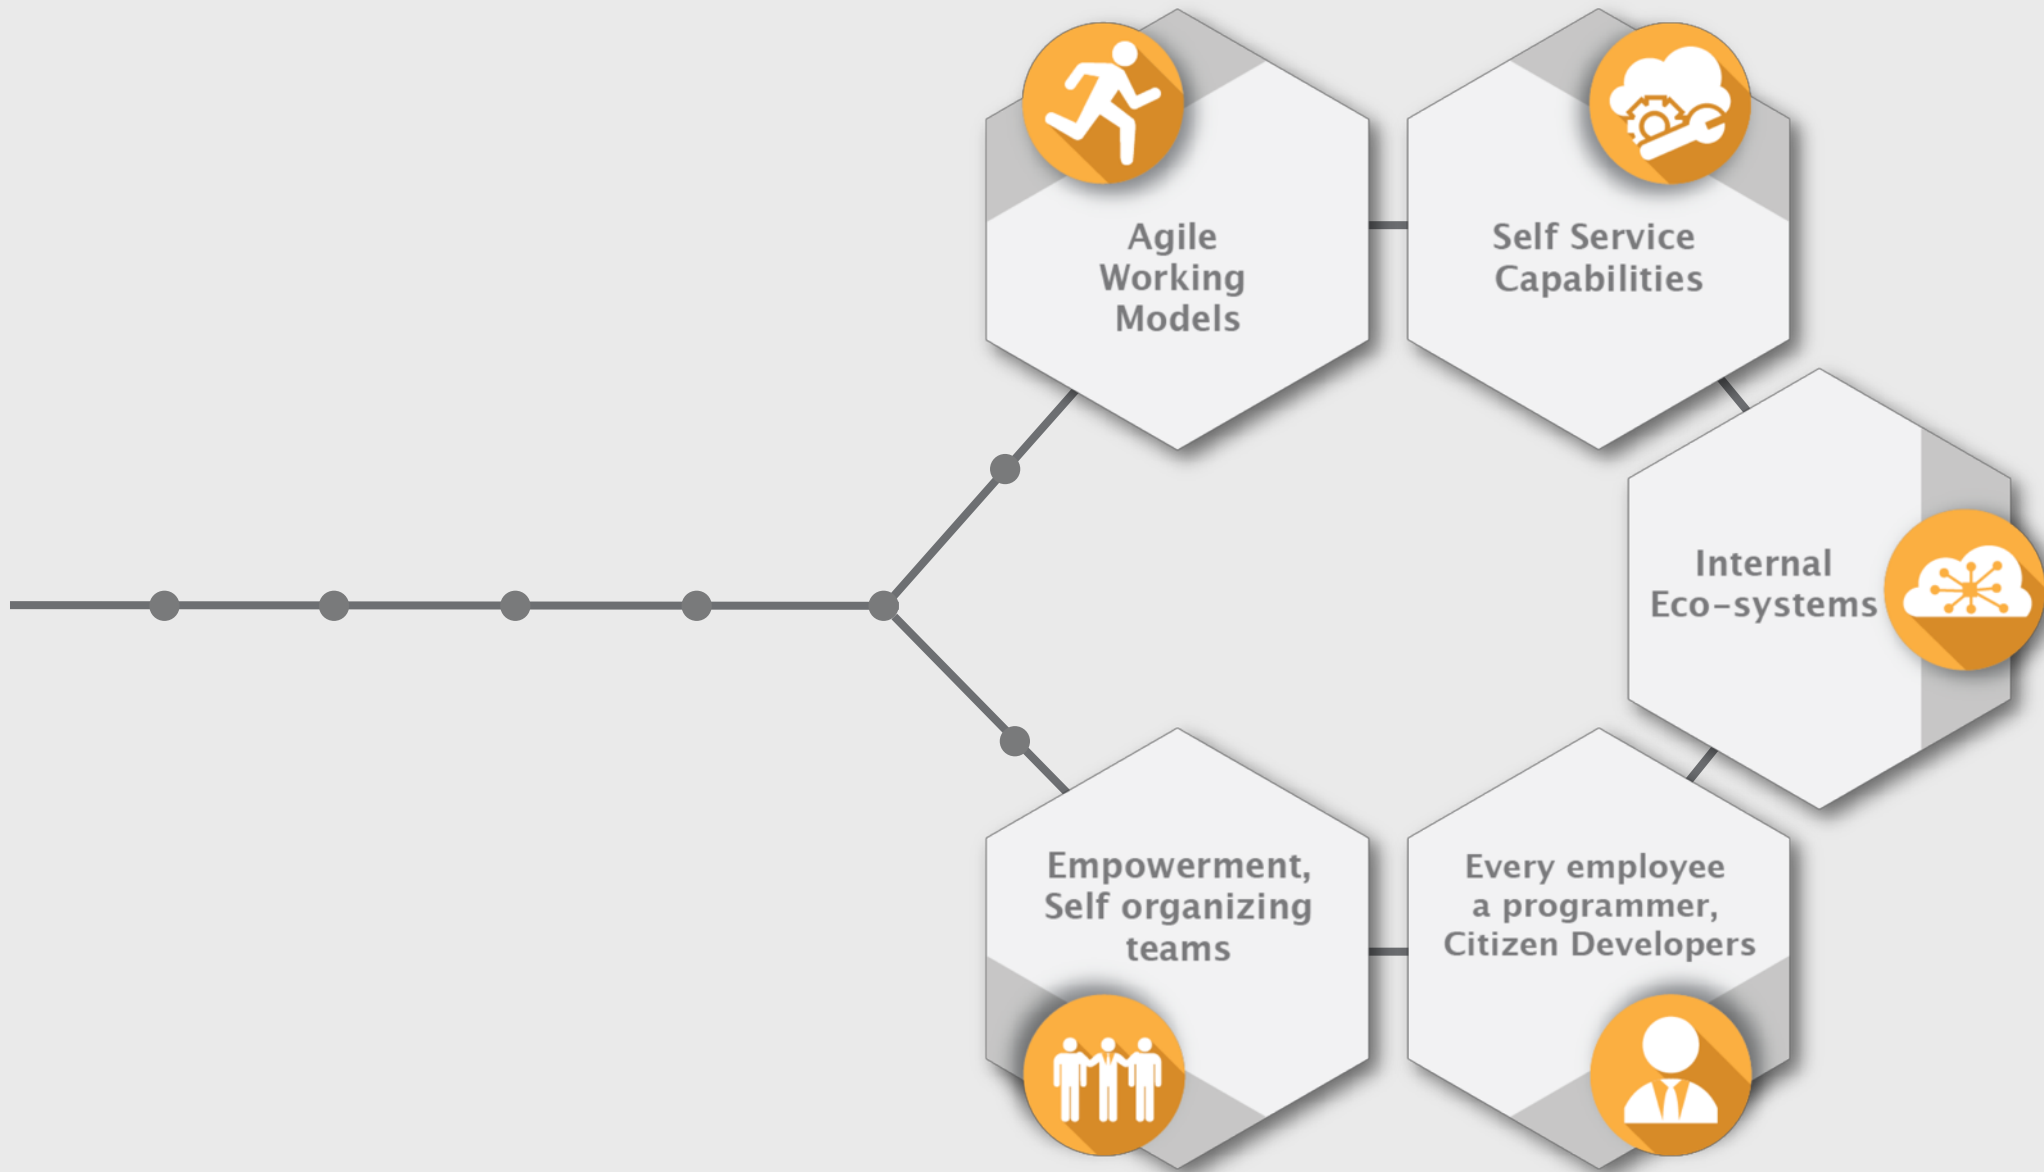 Agile
Working
Models
Self Service
Capabilities
Internal
Eco-systems
Empowerment,
Self organizing
teams
Every employee
a programmer,
Citizen Developers